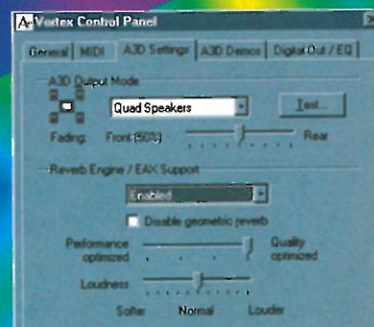 Vortex Control Panel
General MIDI A3D Settings A3D Demos Digital Out / EQ
A3D Output Mode
Quad Speakers Test...
Fading: Front (50%) Rear
Reverb Engine / EAX Support
Enabled
Disable geometric reverb
Performance optimized Quality optimized
Loudness
Softer Normal Louder